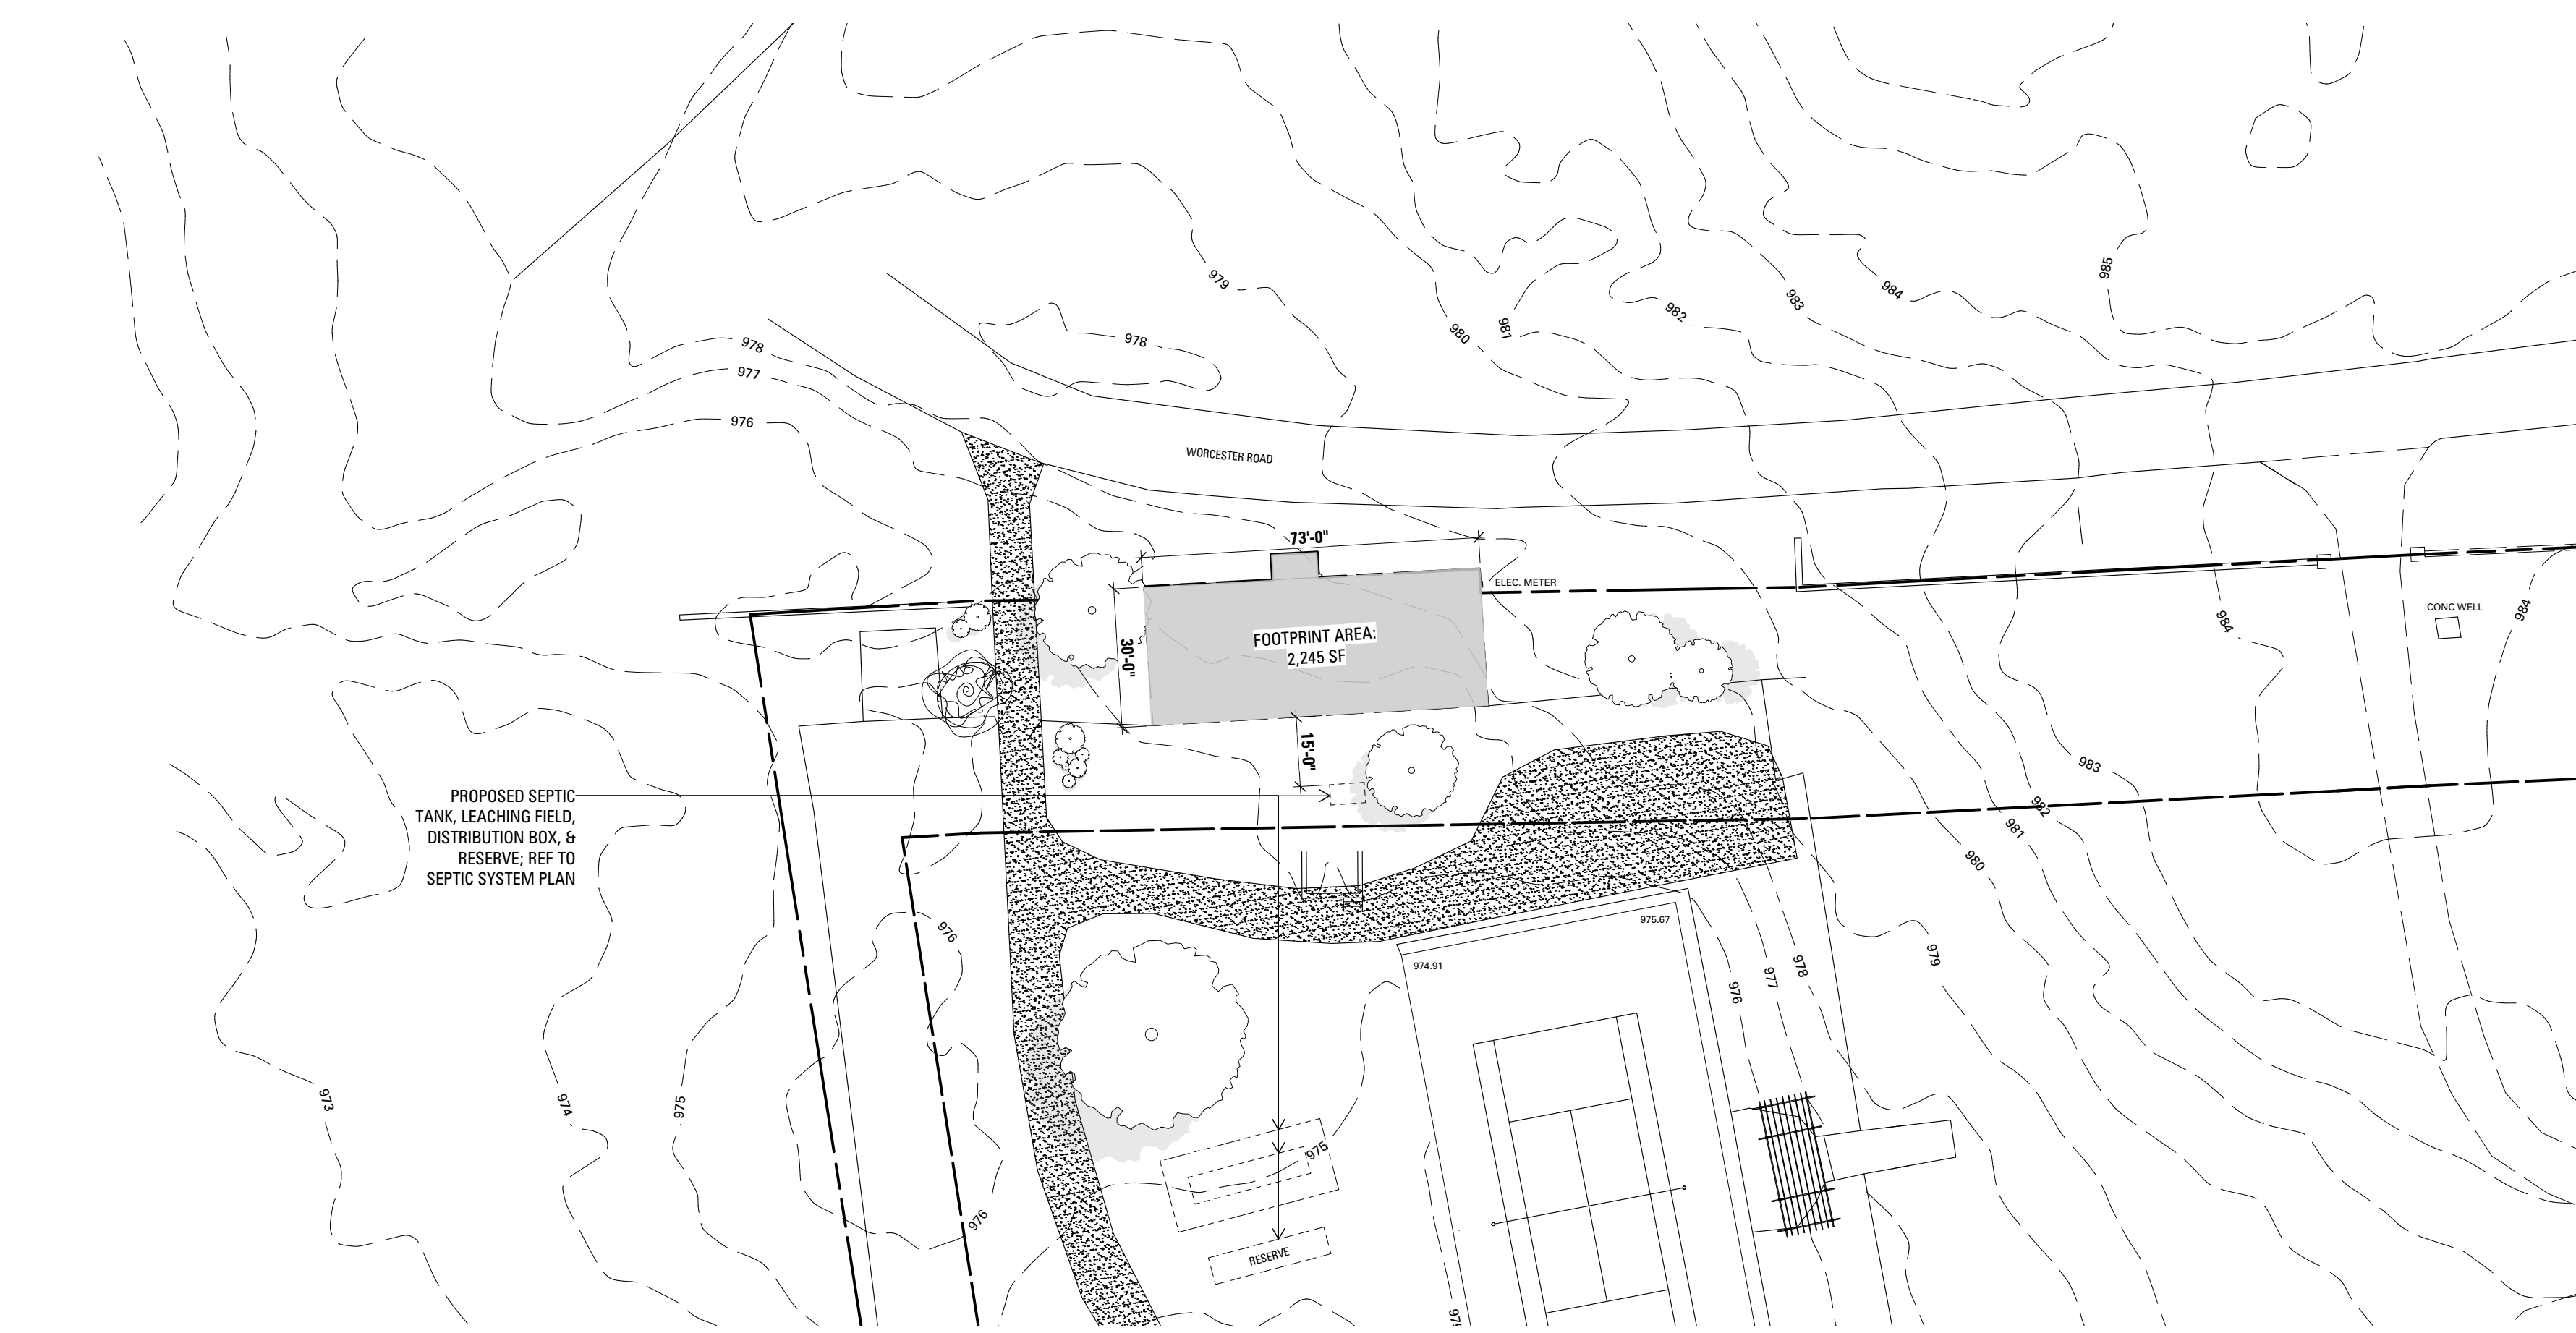 985
979
984
983
982
981
980
978
978
977
976
WORCESTER ROAD
73'-0"
ELEC. METER
CONC WELL
984
984
FOOTPRINT AREA:
2,245 SF
30'-0"
15'-0"
983
982
981
980
PROPOSED SEPTIC
TANK, LEACHING FIELD,
DISTRIBUTION BOX, &
RESERVE; REF TO
SEPTIC SYSTEM PLAN
975.67
976
979
974.91
978
977
976
973
974
975
975
976
RESERVE